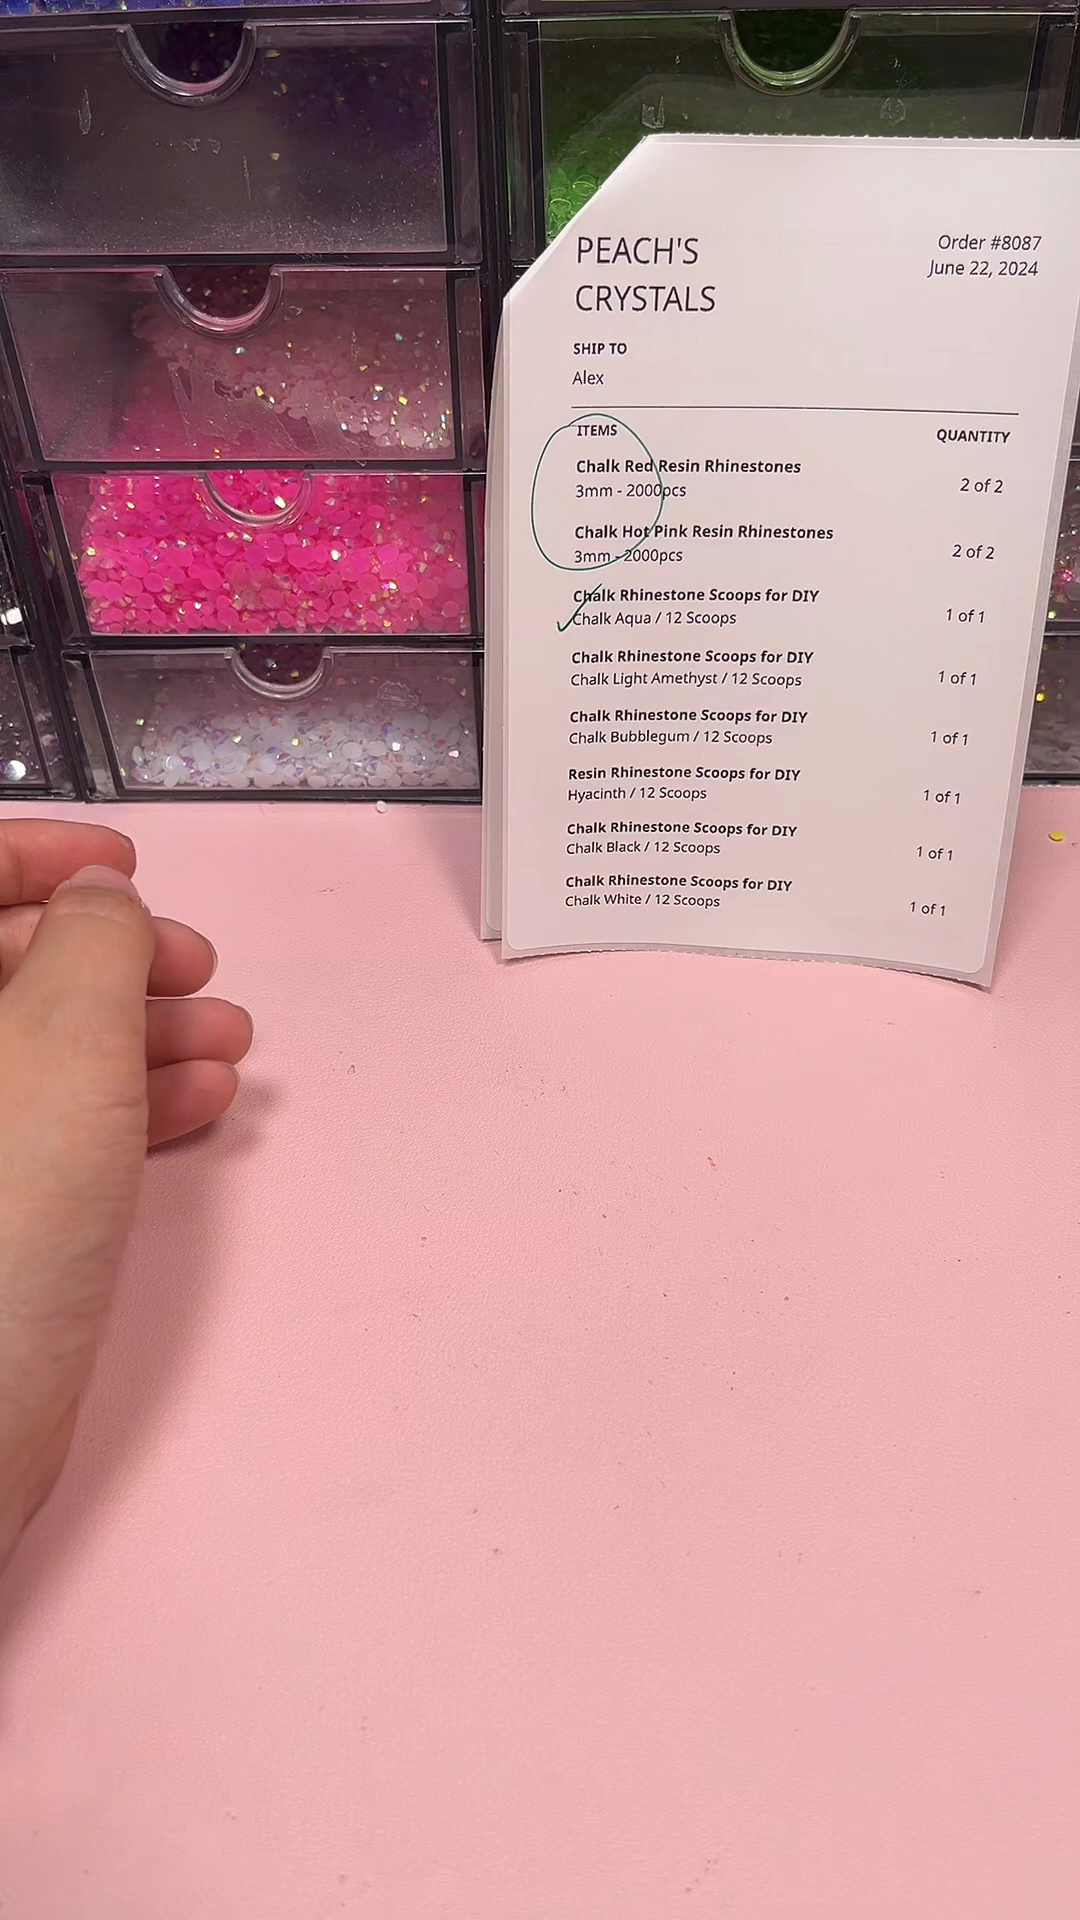 PEACH'S
CRYSTALS
Order #8087
June 22, 2024
SHIP TO
Alex
ITEMS QUANTITY
Chalk Red Resin Rhinestones
3mm - 2000pcs 2 of 2
Chalk Hot Pink Resin Rhinestones
3mm - 2000pcs 2 of 2
Chalk Rhinestone Scoops for DIY
Chalk Aqua / 12 Scoops 1 of 1
Chalk Rhinestone Scoops for DIY
Chalk Light Amethyst / 12 Scoops 1 of 1
Chalk Rhinestone Scoops for DIY
Chalk Bubblegum / 12 Scoops 1 of 1
Resin Rhinestone Scoops for DIY
Hyacinth / 12 Scoops 1 of 1
Chalk Rhinestone Scoops for DIY
Chalk Black / 12 Scoops 1 of 1
Chalk Rhinestone Scoops for DIY
Chalk White / 12 Scoops 1 of 1